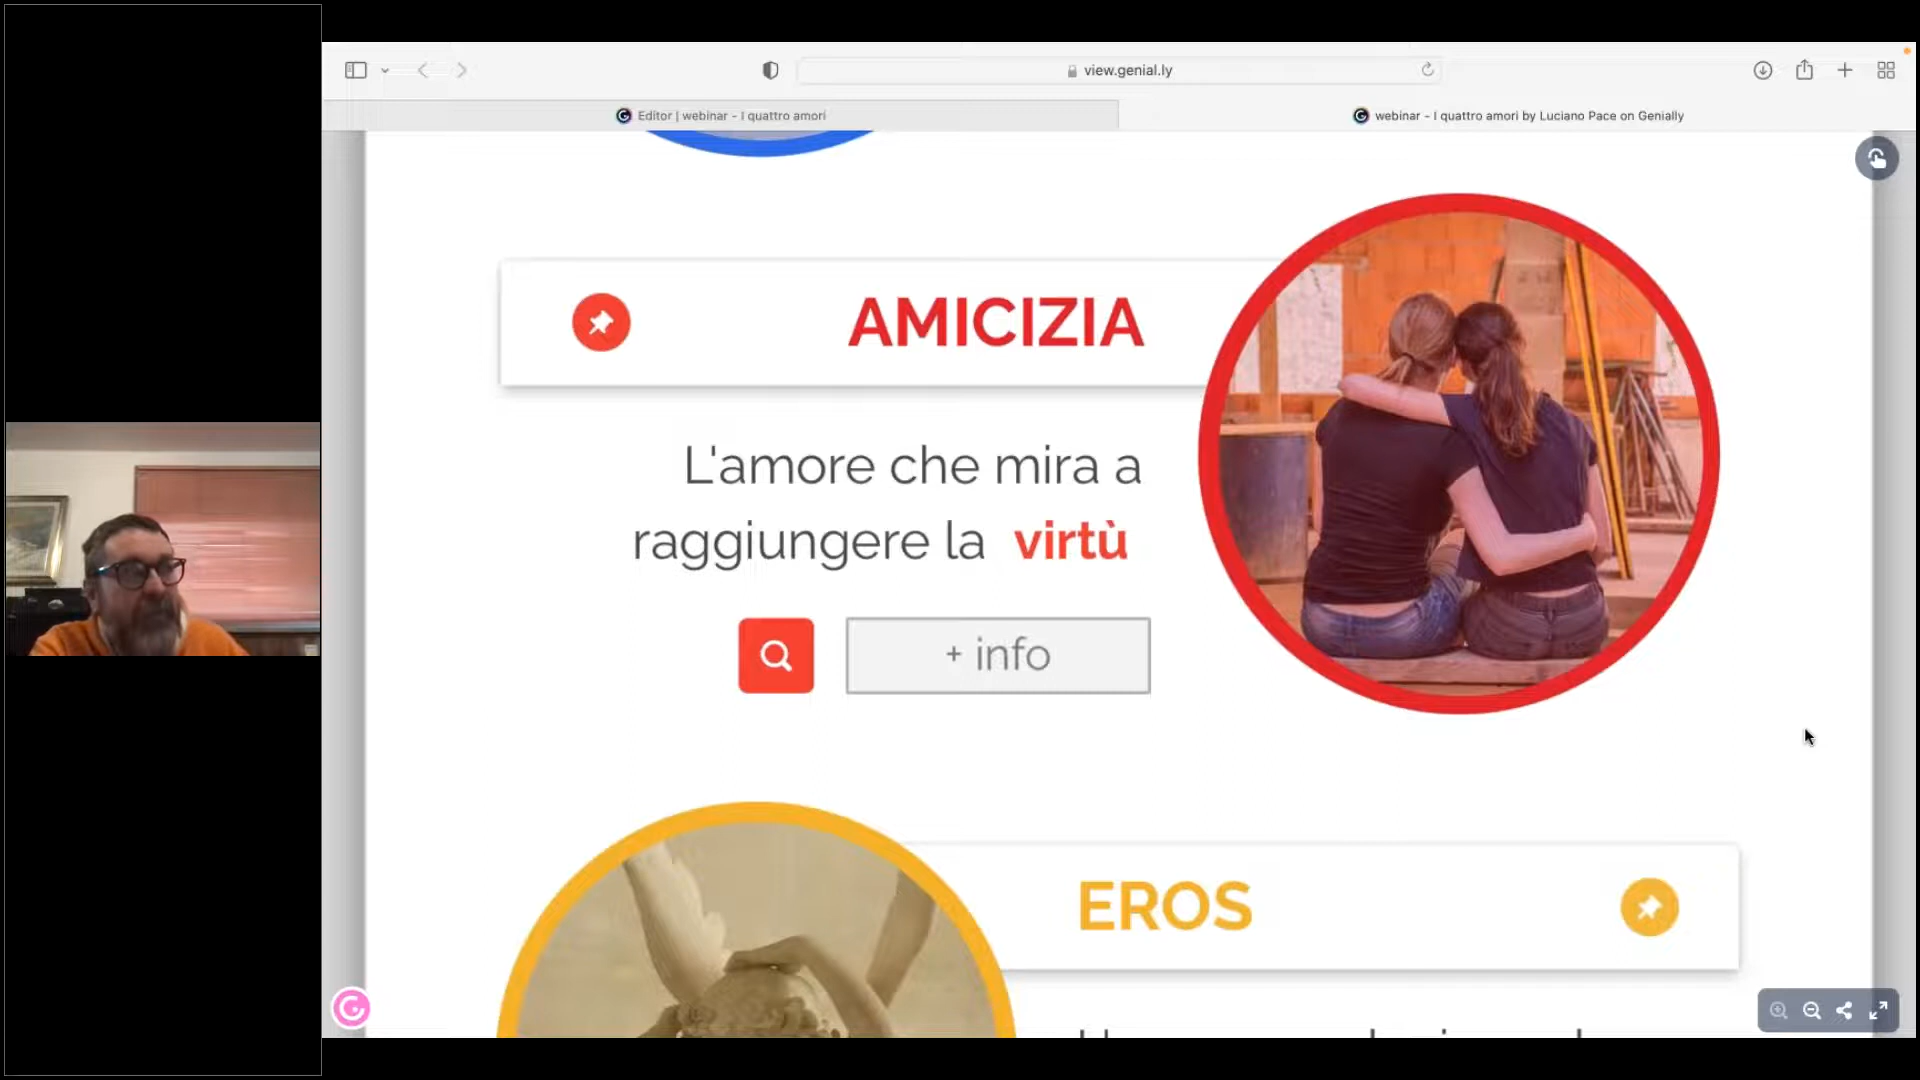 view.genial.ly
Editor | webinar - I quattro amori
webinar - I quattro amori by Luciano Pace on Genially
AMICIZIA
L'amore che mira a
raggiungere la virtù
+ info
EROS